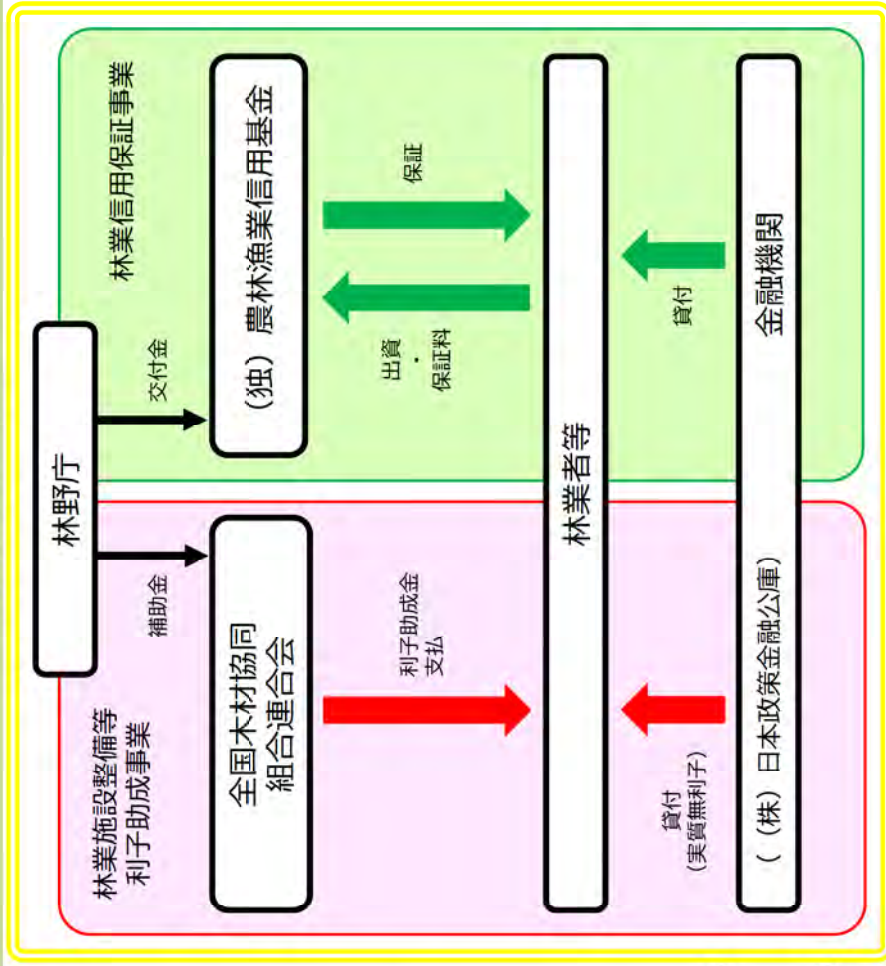 林野庁
補助金
交付金
林業施設整備等
利子助成事業
全国木材協同
組合連合会
利子助成金
支払
貸付
（実質無利子）
林業信用保証事業
（独）農林漁業信用基金
出資
・
保証料
保証
貸付
林業者等
（（株）日本政策金融公庫）
金融機関